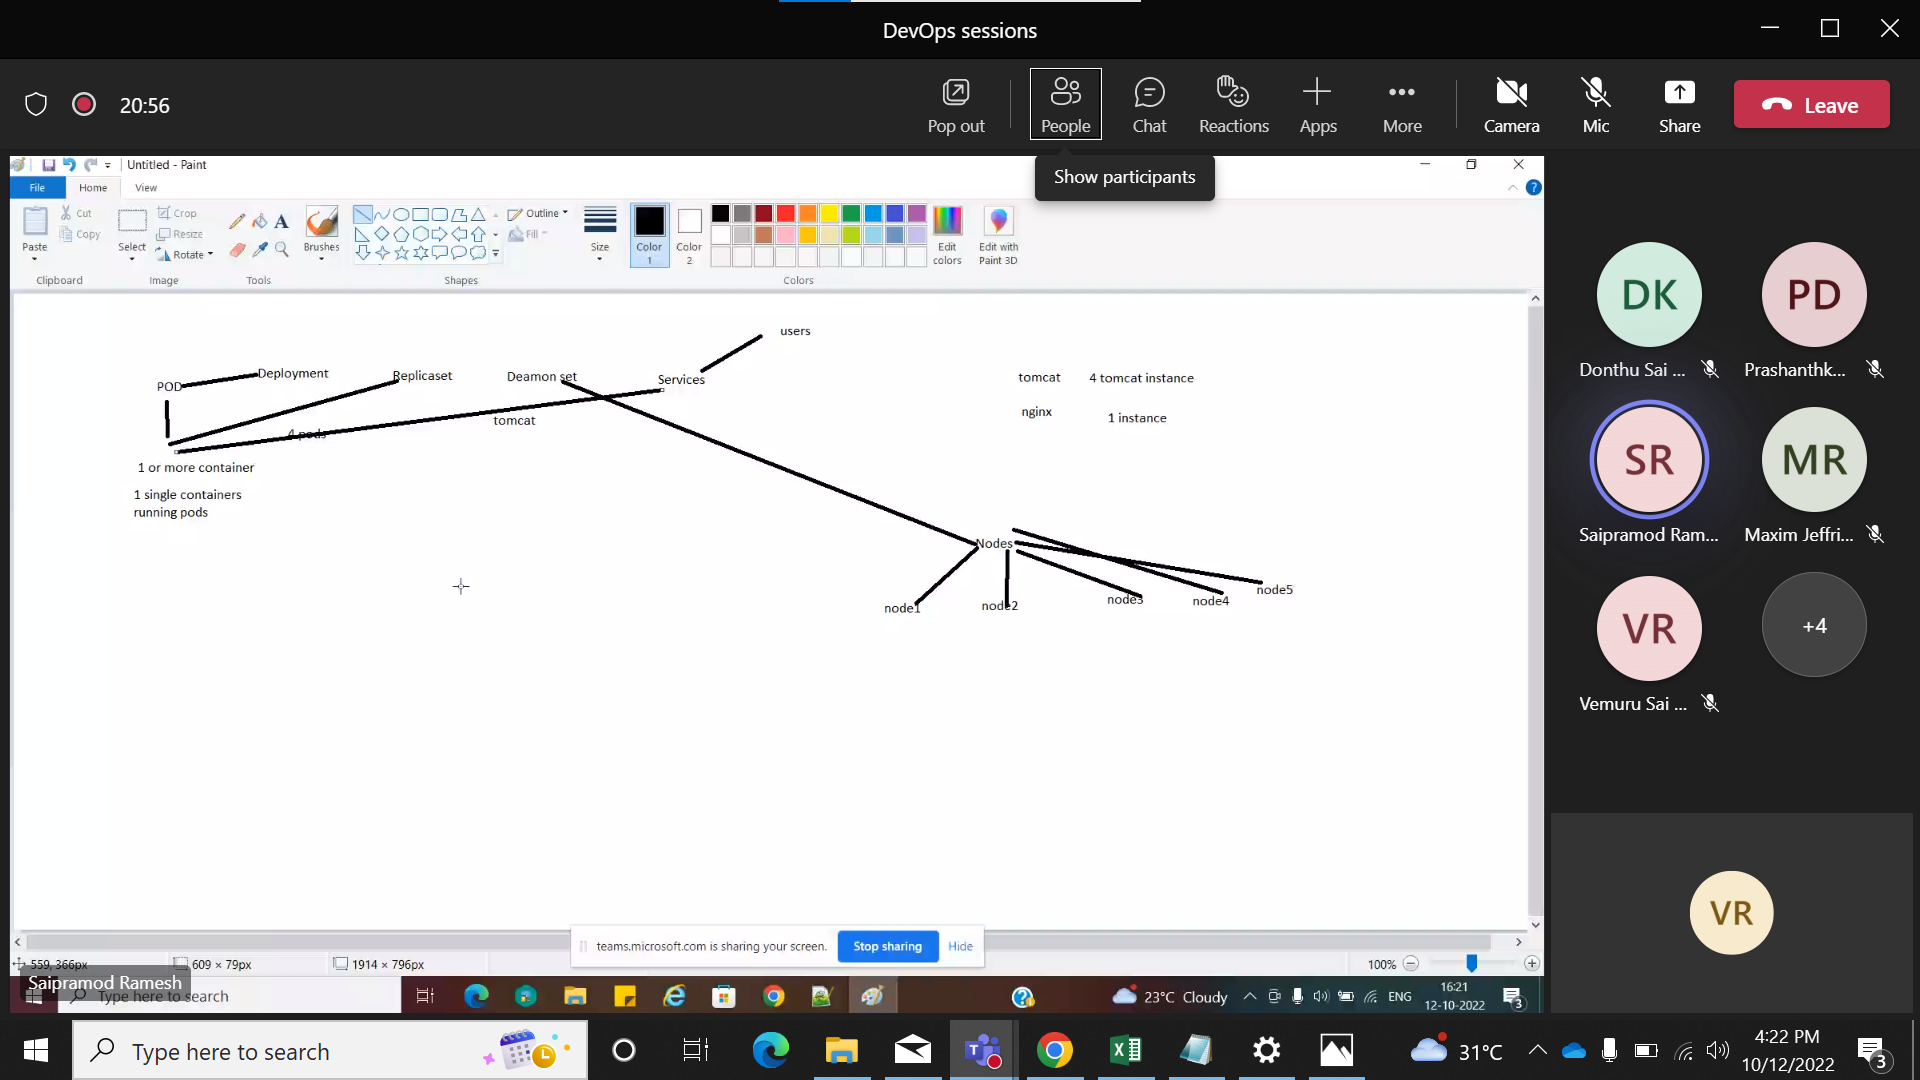 DevOps sessions
20:56
Pop out
People
Chat
Reactions
Apps
More
Camera
Mic
Share
Leave
Show participants
Untitled - Paint
File
Home
View
Paste
Cut
Copy
Clipboard
Select
Crop
Resize
Rotate
Image
A
Tools
Brushes
Shapes
Outline
Fill
Size
Color 1
Color 2
Edit colors
Edit with Paint 3D
Colors
users
POD
Deployment
Replicaset
Deamon set
Services
tomcat
4 tomcat instance
nginx
1 instance
4 pods
tomcat
1 or more container
1 single containers
running pods
Nodes
node1
node2
node3
node4
node5
DK
Donthu Sai ...
PD
Prashanthk...
SR
Saipramod Ram...
MR
Maxim Jeffri...
VR
Vemuru Sai ...
+4
VR
teams.microsoft.com is sharing your screen.
Stop sharing
Hide
559, 366px
609 × 79px
1914 × 796px
100%
Saipramod Ramesh
Type here to search
23°C Cloudy
ENG
16:21
12-10-2022
3
Type here to search
31°C
4:22 PM
10/12/2022
3